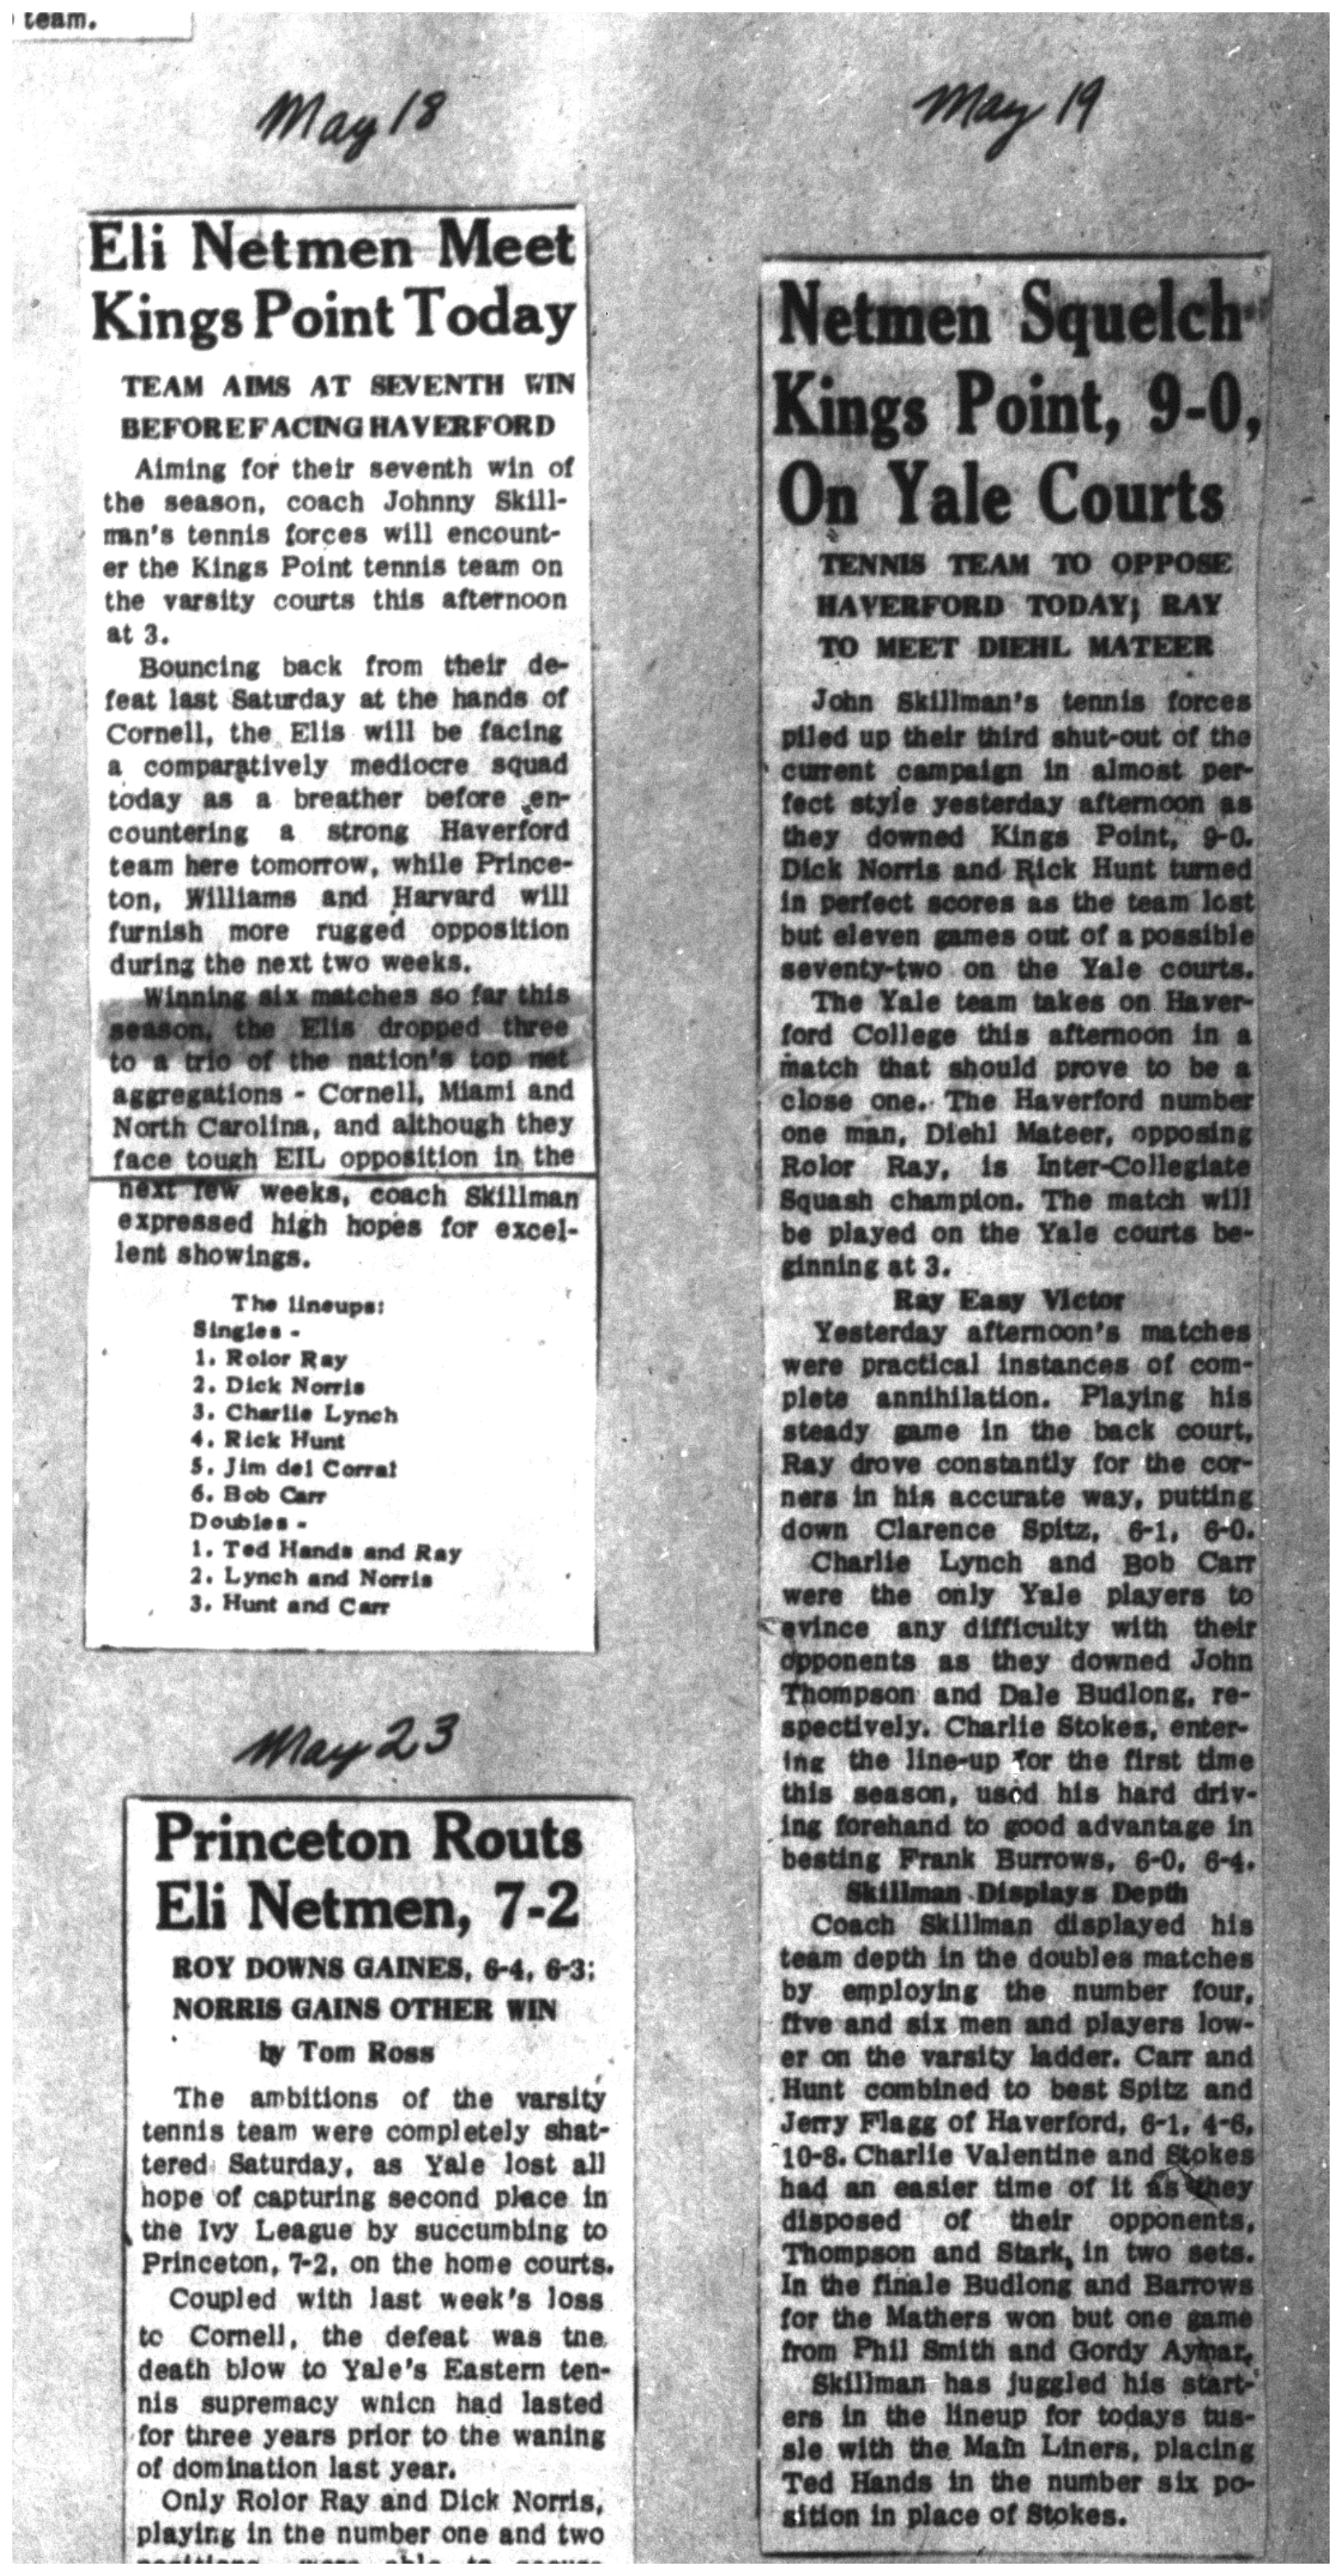 team.
May 18
Eli Netmen Meet
Kings Point Today
TEAM AIMS AT SEVENTH WIN
BEFORE FACING HAVERFORD
Aiming for their seventh win of
the season, coach Johnny Skill-
man's tennis forces will encount-
er the Kings Point tennis team on
the varsity courts this afternoon
at 3.
Bouncing back from their de-
feat last Saturday at the hands of
Cornell, the Elis will be facing
a comparatively mediocre squad
today as a breather before en-
countering a strong Haverford
team here tomorrow, while Prince-
ton, Williams and Harvard will
furnish more rugged opposition
during the next two weeks.
Winning six matches so far this
season, the Elis dropped three
to a trio of the nation's top net
aggregations - Cornell, Miami and
North Carolina, and although they
face tough EIL opposition in the
next few weeks, coach Skillman
expressed high hopes for excel-
lent showings.
The lineups:
Singles -
1. Rolor Ray
2. Dick Norris
3. Charlie Lynch
4. Rick Hunt
5. Jim del Corral
6. Bob Carr
Doubles -
1. Ted Hands and Ray
2. Lynch and Norris
3. Hunt and Carr
May 23
Princeton Routs
Eli Netmen, 7-2
ROY DOWNS GAINES, 6-4, 6-3;
NORRIS GAINS OTHER WIN
by Tom Ross
The ambitions of the varsity
tennis team were completely shat-
tered Saturday, as Yale lost all
hope of capturing second place in
the Ivy League by succumbing to
Princeton, 7-2, on the home courts.
Coupled with last week's loss
to Cornell, the defeat was the
death blow to Yale's Eastern ten-
nis supremacy which had lasted
for three years prior to the waning
of domination last year.
Only Rolor Ray and Dick Norris,
playing in the number one and two
May 19
Netmen Squelch
Kings Point, 9-0,
On Yale Courts
TENNIS TEAM TO OPPOSE
HAVERFORD TODAY; RAY
TO MEET DIEHL MATEER
John Skillman's tennis forces
piled up their third shut-out of the
current campaign in almost per-
fect style yesterday afternoon as
they downed Kings Point, 9-0.
Dick Norris and Rick Hunt turned
in perfect scores as the team lost
but eleven games out of a possible
seventy-two on the Yale courts.
The Yale team takes on Haver-
ford College this afternoon in a
match that should prove to be a
close one. The Haverford number
one man, Diehl Mateer, opposing
Rolor Ray, is Inter-Collegiate
Squash champion. The match will
be played on the Yale courts be-
ginning at 3.
Ray Easy Victor
Yesterday afternoon's matches
were practical instances of com-
plete annihilation. Playing his
steady game in the back court,
Ray drove constantly for the cor-
ners in his accurate way, putting
down Clarence Spitz, 6-1, 6-0.
Charlie Lynch and Bob Carr
were the only Yale players to
evince any difficulty with their
opponents as they downed John
Thompson and Dale Budlong, re-
spectively. Charlie Stokes, enter-
ing the line-up for the first time
this season, used his hard driv-
ing forehand to good advantage in
besting Frank Burrows, 6-0, 6-4.
Skillman Displays Depth
Coach Skillman displayed his
team depth in the doubles matches
by employing the number four,
five and six men and players low-
er on the varsity ladder. Carr and
Hunt combined to best Spitz and
Jerry Flagg of Haverford, 6-1, 4-6,
10-8. Charlie Valentine and Stokes
had an easier time of it as they
disposed of their opponents,
Thompson and Stark, in two sets.
In the finale Budlong and Barrows
for the Mathers won but one game
from Phil Smith and Gordy Aymar.
Skillman has juggled his start-
ers in the lineup for todays tus-
sle with the Main Liners, placing
Ted Hands in the number six po-
sition in place of Stokes.